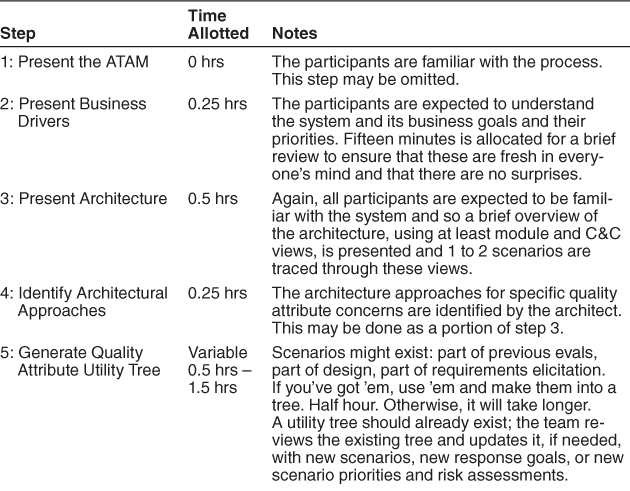 Step Time Allotted Notes
1: Present the ATAM 0 hrs The participants are familiar with the process.
This step may be omitted.
2: Present Business 0.25 hrs The participants are expected to understand
Drivers the system and its business goals and their
priorities. Fifteen minutes is allocated for a brief
review to ensure that these are fresh in every-
one's mind and that there are no surprises.
3: Present Architecture 0.5 hrs Again, all participants are expected to be famil-
iar with the system and so a brief overview of
the architecture, using at least module and C&C
views, is presented and 1 to 2 scenarios are
traced through these views.
4: Identify Architectural 0.25 hrs The architecture approaches for specific quality
Approaches attribute concerns are identified by the architect.
This may be done as a portion of step 3.
5: Generate Quality Variable Scenarios might exist: part of previous evals,
Attribute Utility Tree 0.5 hrs – part of design, part of requirements elicitation.
1.5 hrs If you've got 'em, use 'em and make them into a
tree. Half hour. Otherwise, it will take longer.
A utility tree should already exist; the team re-
views the existing tree and updates it, if needed,
with new scenarios, new response goals, or new
scenario priorities and risk assessments.